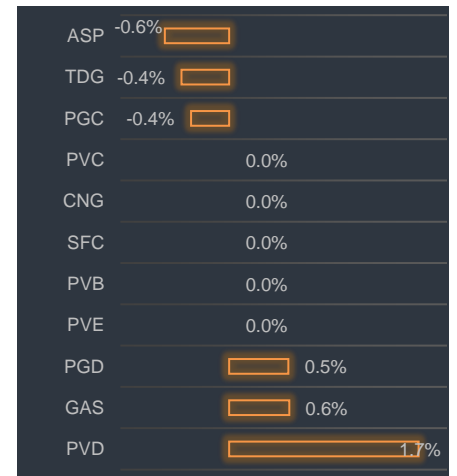 ASP -0.6%
TDG -0.4%
PGC -0.4%
PVC 0.0%
CNG 0.0%
SFC 0.0%
PVB 0.0%
PVE 0.0%
PGD 0.5%
GAS 0.6%
PVD 1.7%